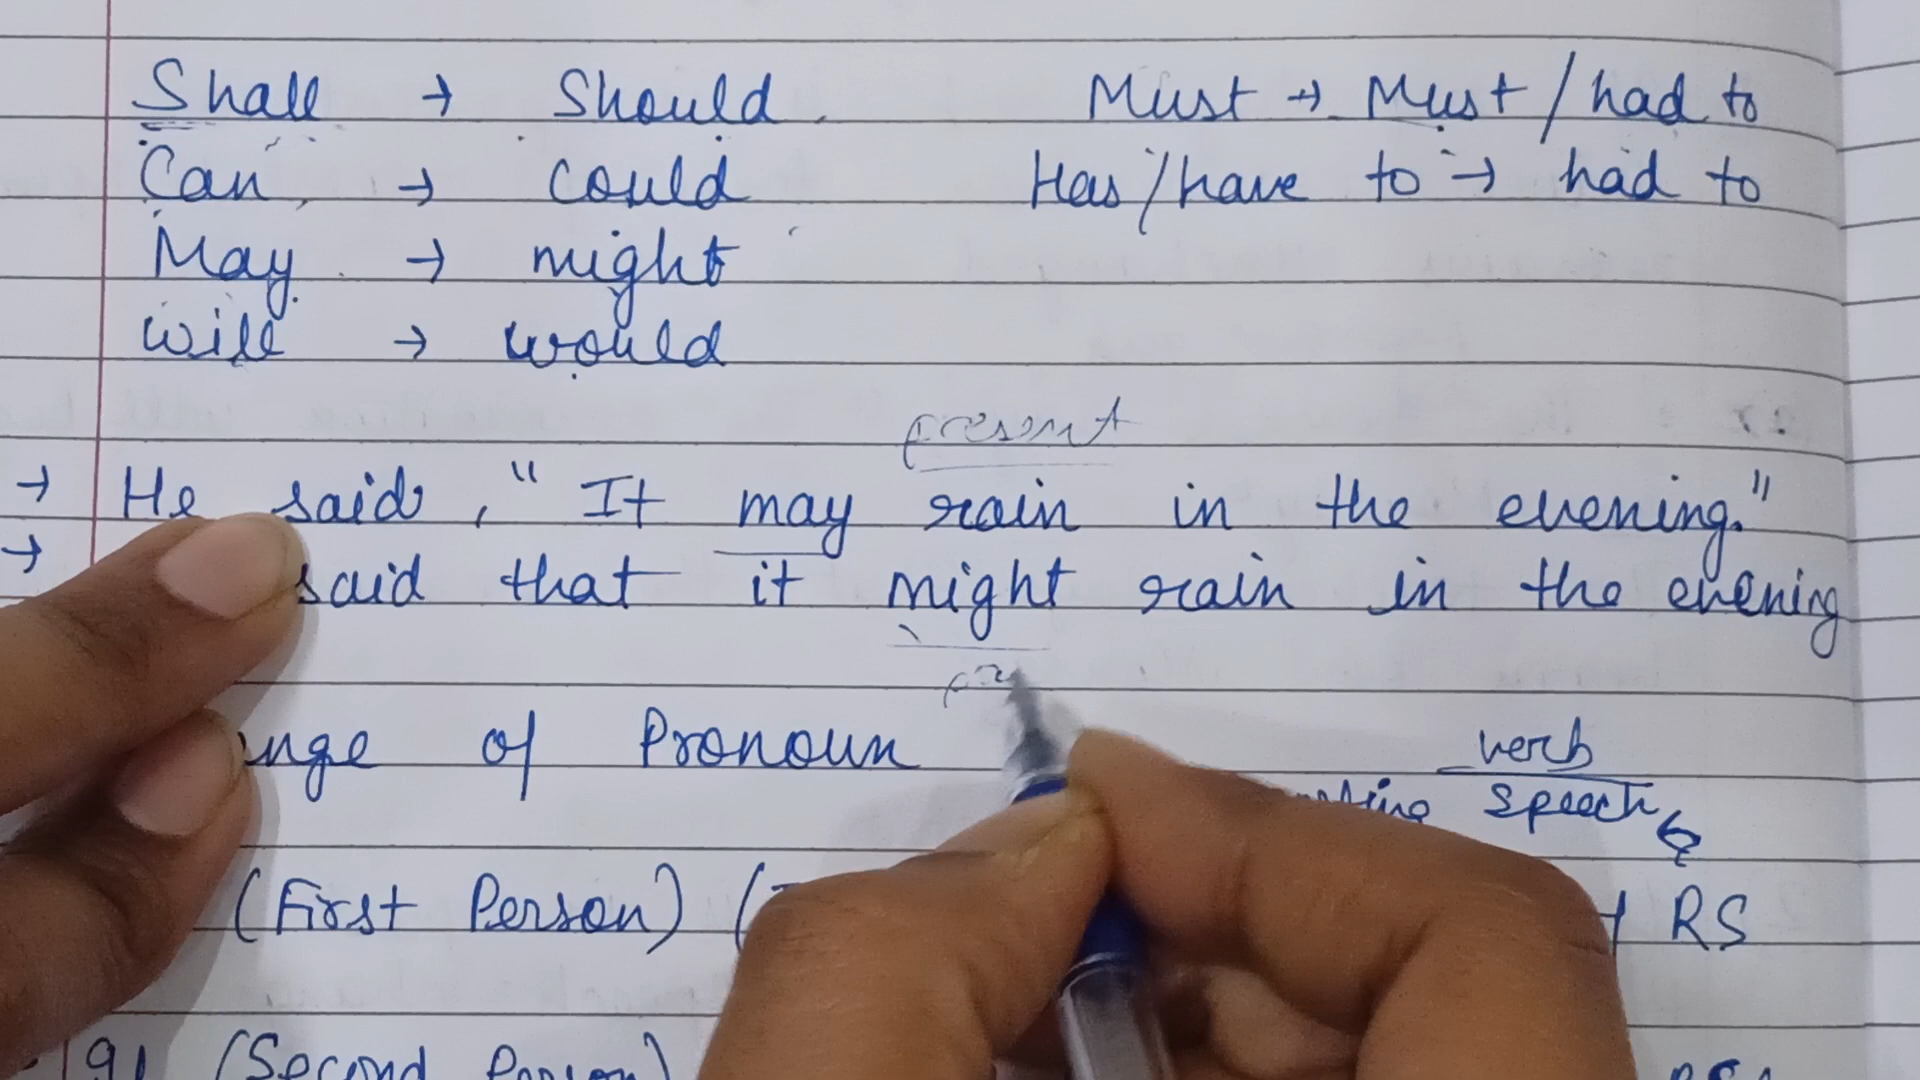 Shall → Should Must → Must / had to
Can → could Has / have to → had to
May → might
will → would
present
→ He said, " It may rain in the evening."
→ said that it might rain in the evening
of Pronoun verb
speech
(First Person) ( RS
(Second Person)